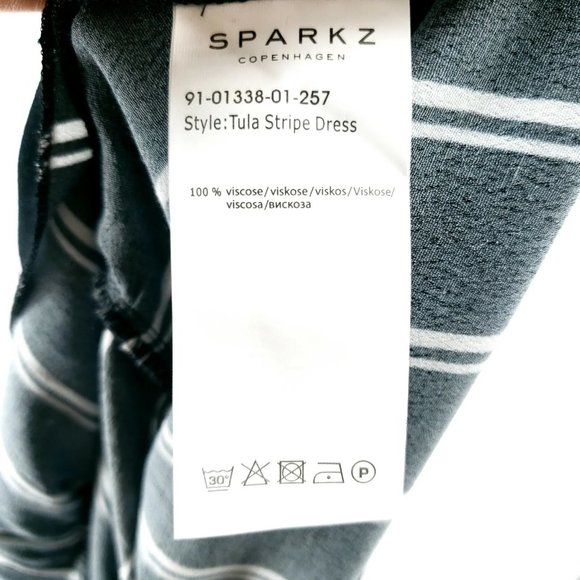 SPARKZ
COPENHAGEN
91-01338-01-257
Style:Tula Stripe Dress
100 % viscose/viskose/viskos/Viskose/
viscosa/вискоза
30°
P